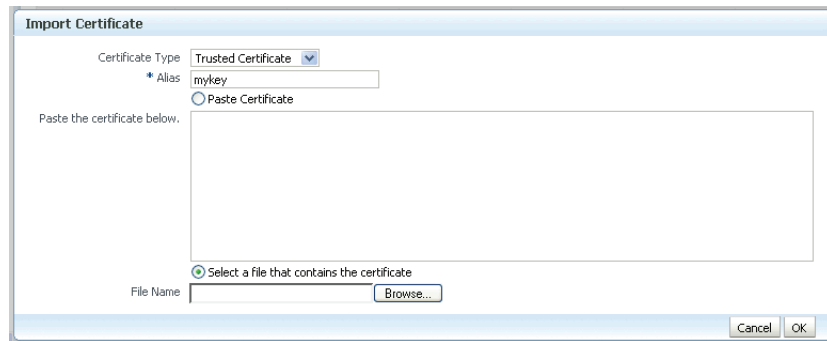 Import Certificate
Certificate Type Trusted Certificate
* Alias mykey
Paste Certificate
Paste the certificate below.
Select a file that contains the certificate
File Name Browse...
Cancel OK